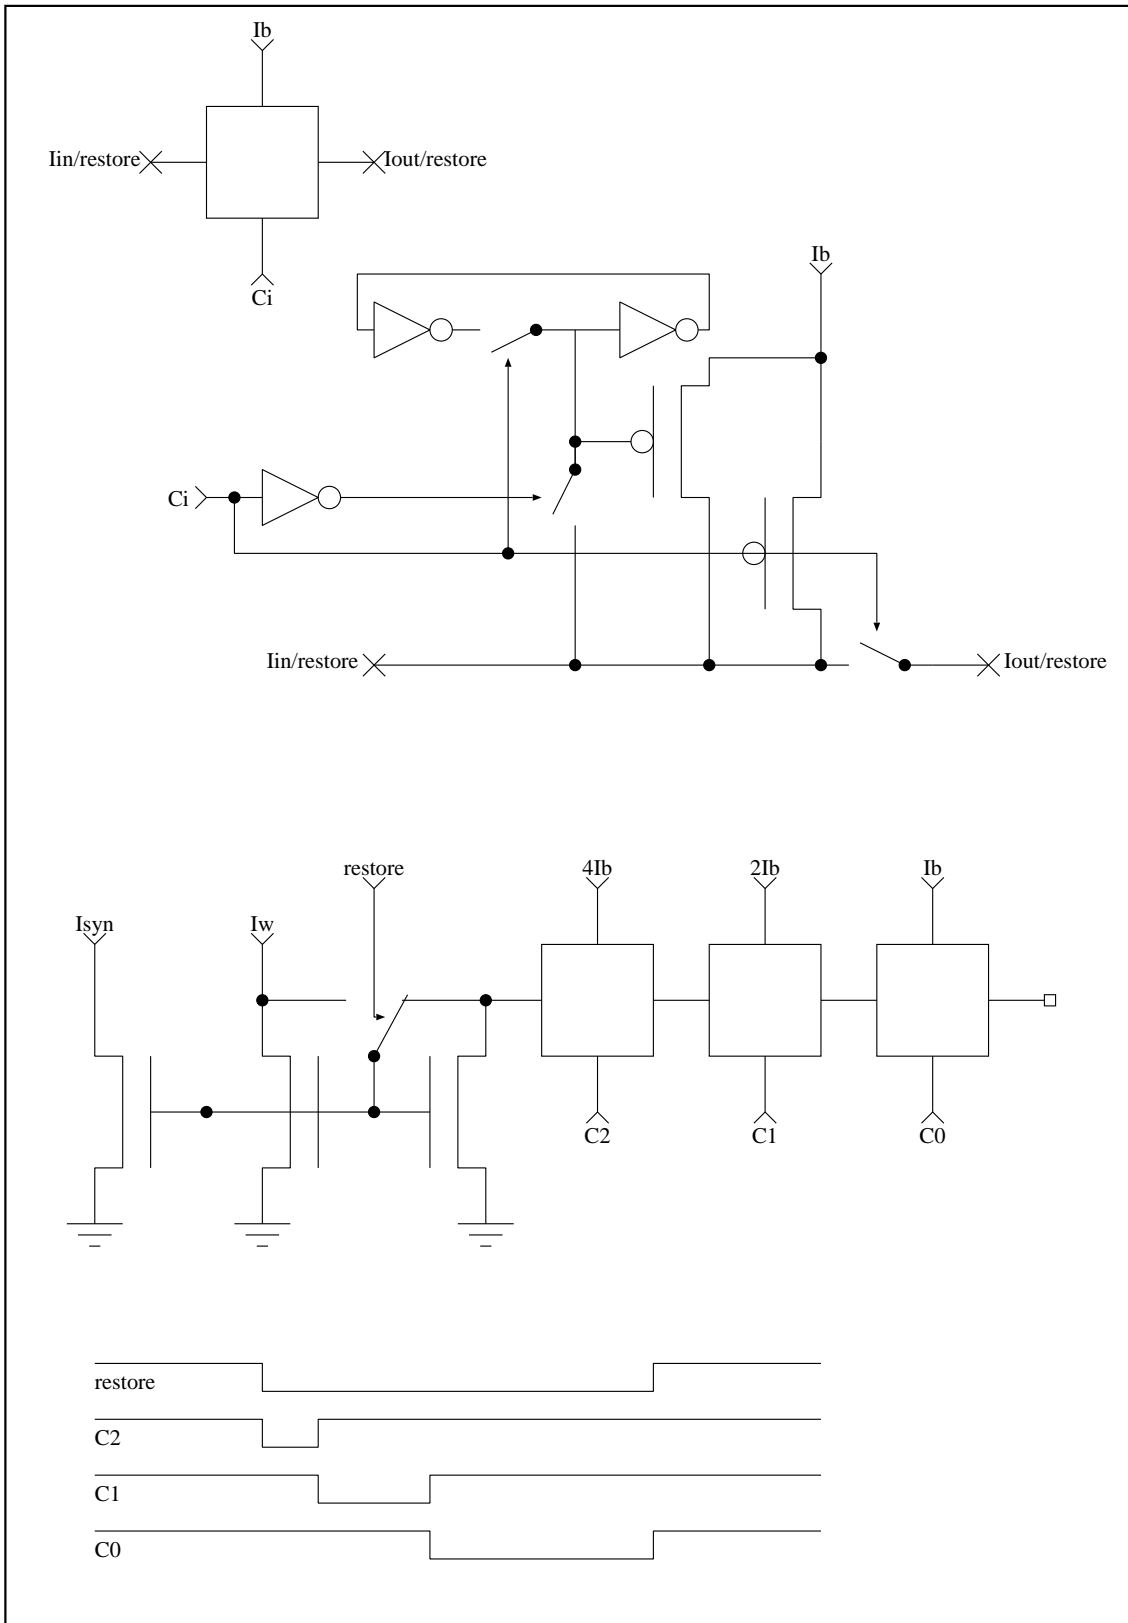 Ib
Iin/restore
Iout/restore
Ci
Ib
Ci
Iin/restore
Iout/restore
restore
4Ib
2Ib
Ib
Isyn
Iw
C2
C1
C0
restore
C2
C1
C0